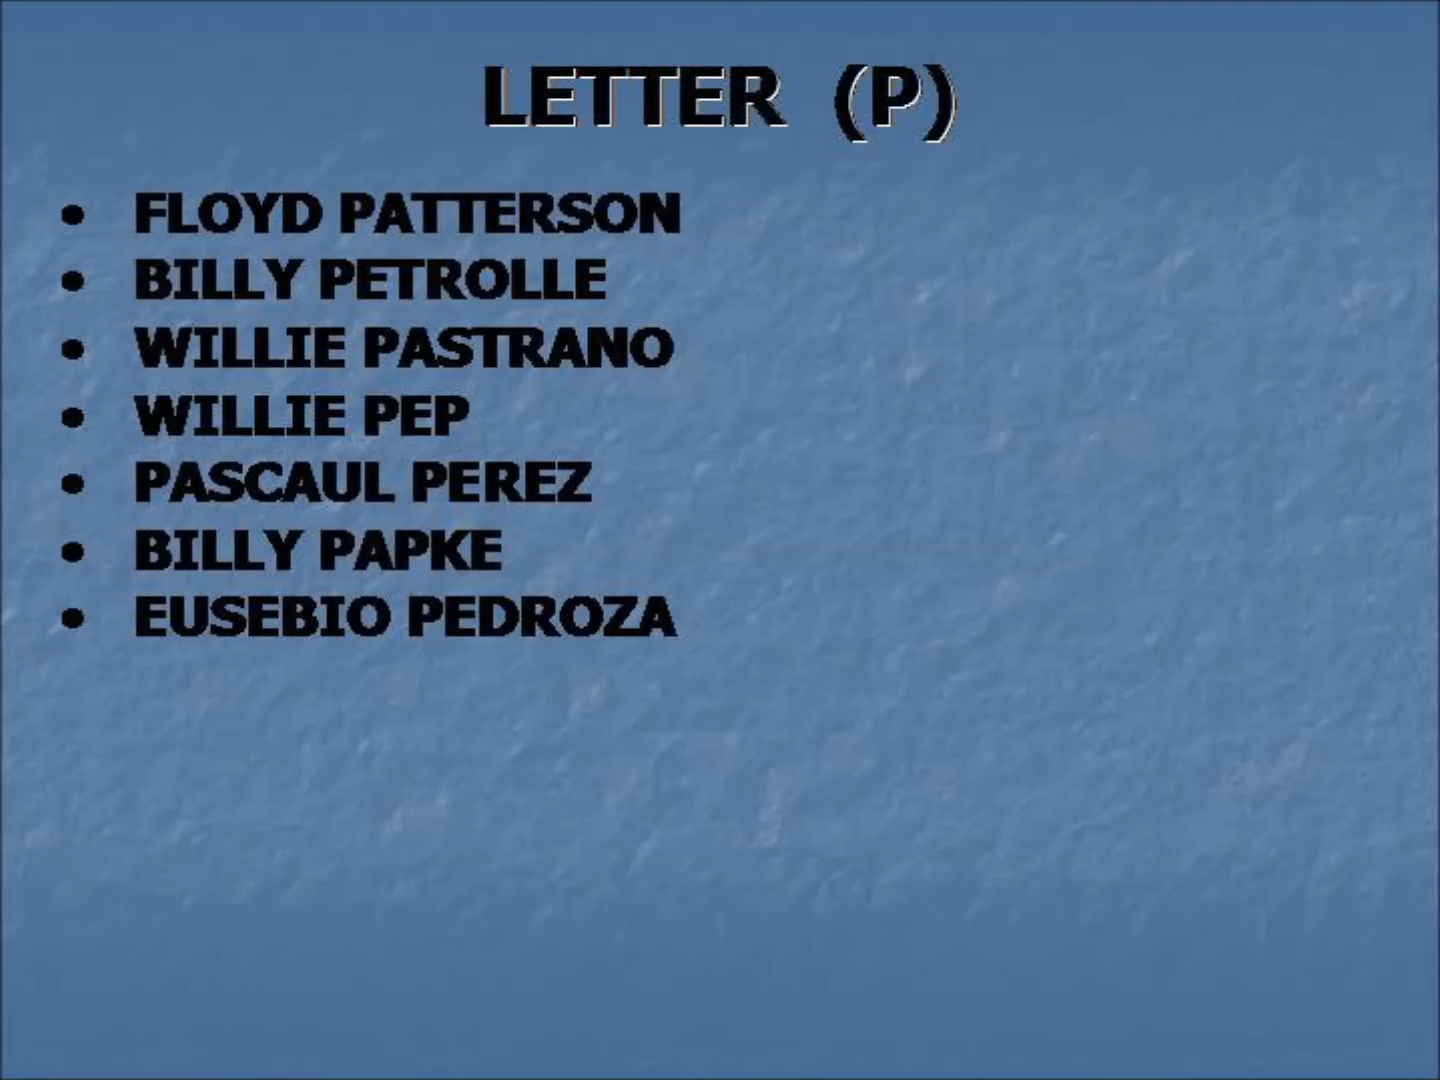 LETTER (P)
• FLOYD PATTERSON
• BILLY PETROLLE
• WILLIE PASTRANO
• WILLIE PEP
• PASCAUL PEREZ
• BILLY PAPKE
• EUSEBIO PEDROZA